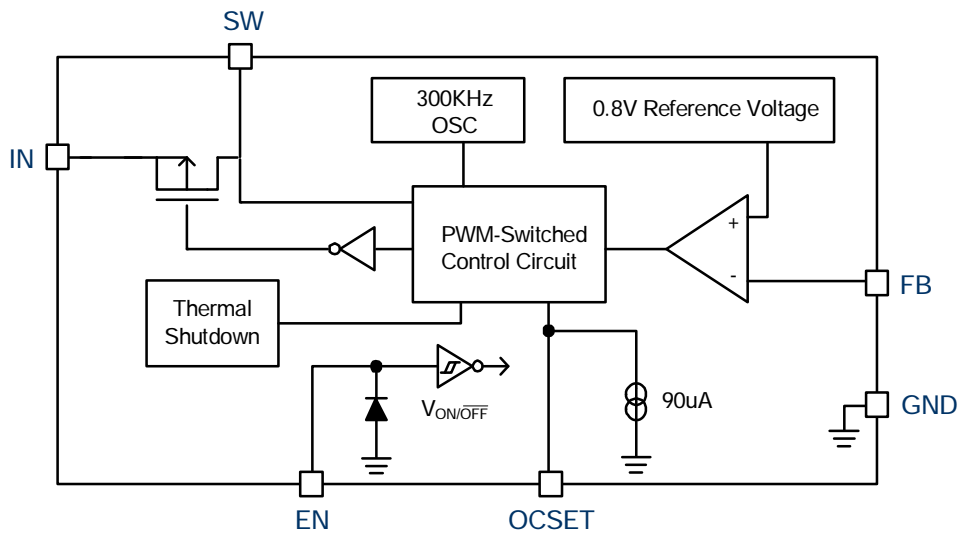 SW
300KHz
OSC
0.8V Reference Voltage
IN
+
PWM-Switched
Control Circuit
-
FB
Thermal
Shutdown
VON/OFF
90uA
GND
EN
OCSET